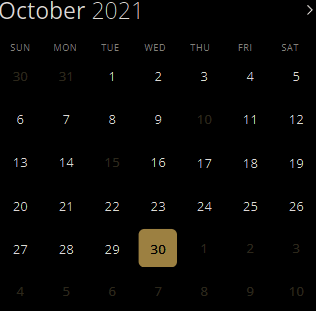 October 2021
SUN MON TUE WED THU FRI SAT
30 31 1 2 3 4 5
6 7 8 9 10 11 12
13 14 15 16 17 18 19
20 21 22 23 24 25 26
27 28 29 30 1 2 3
4 5 6 7 8 9 10